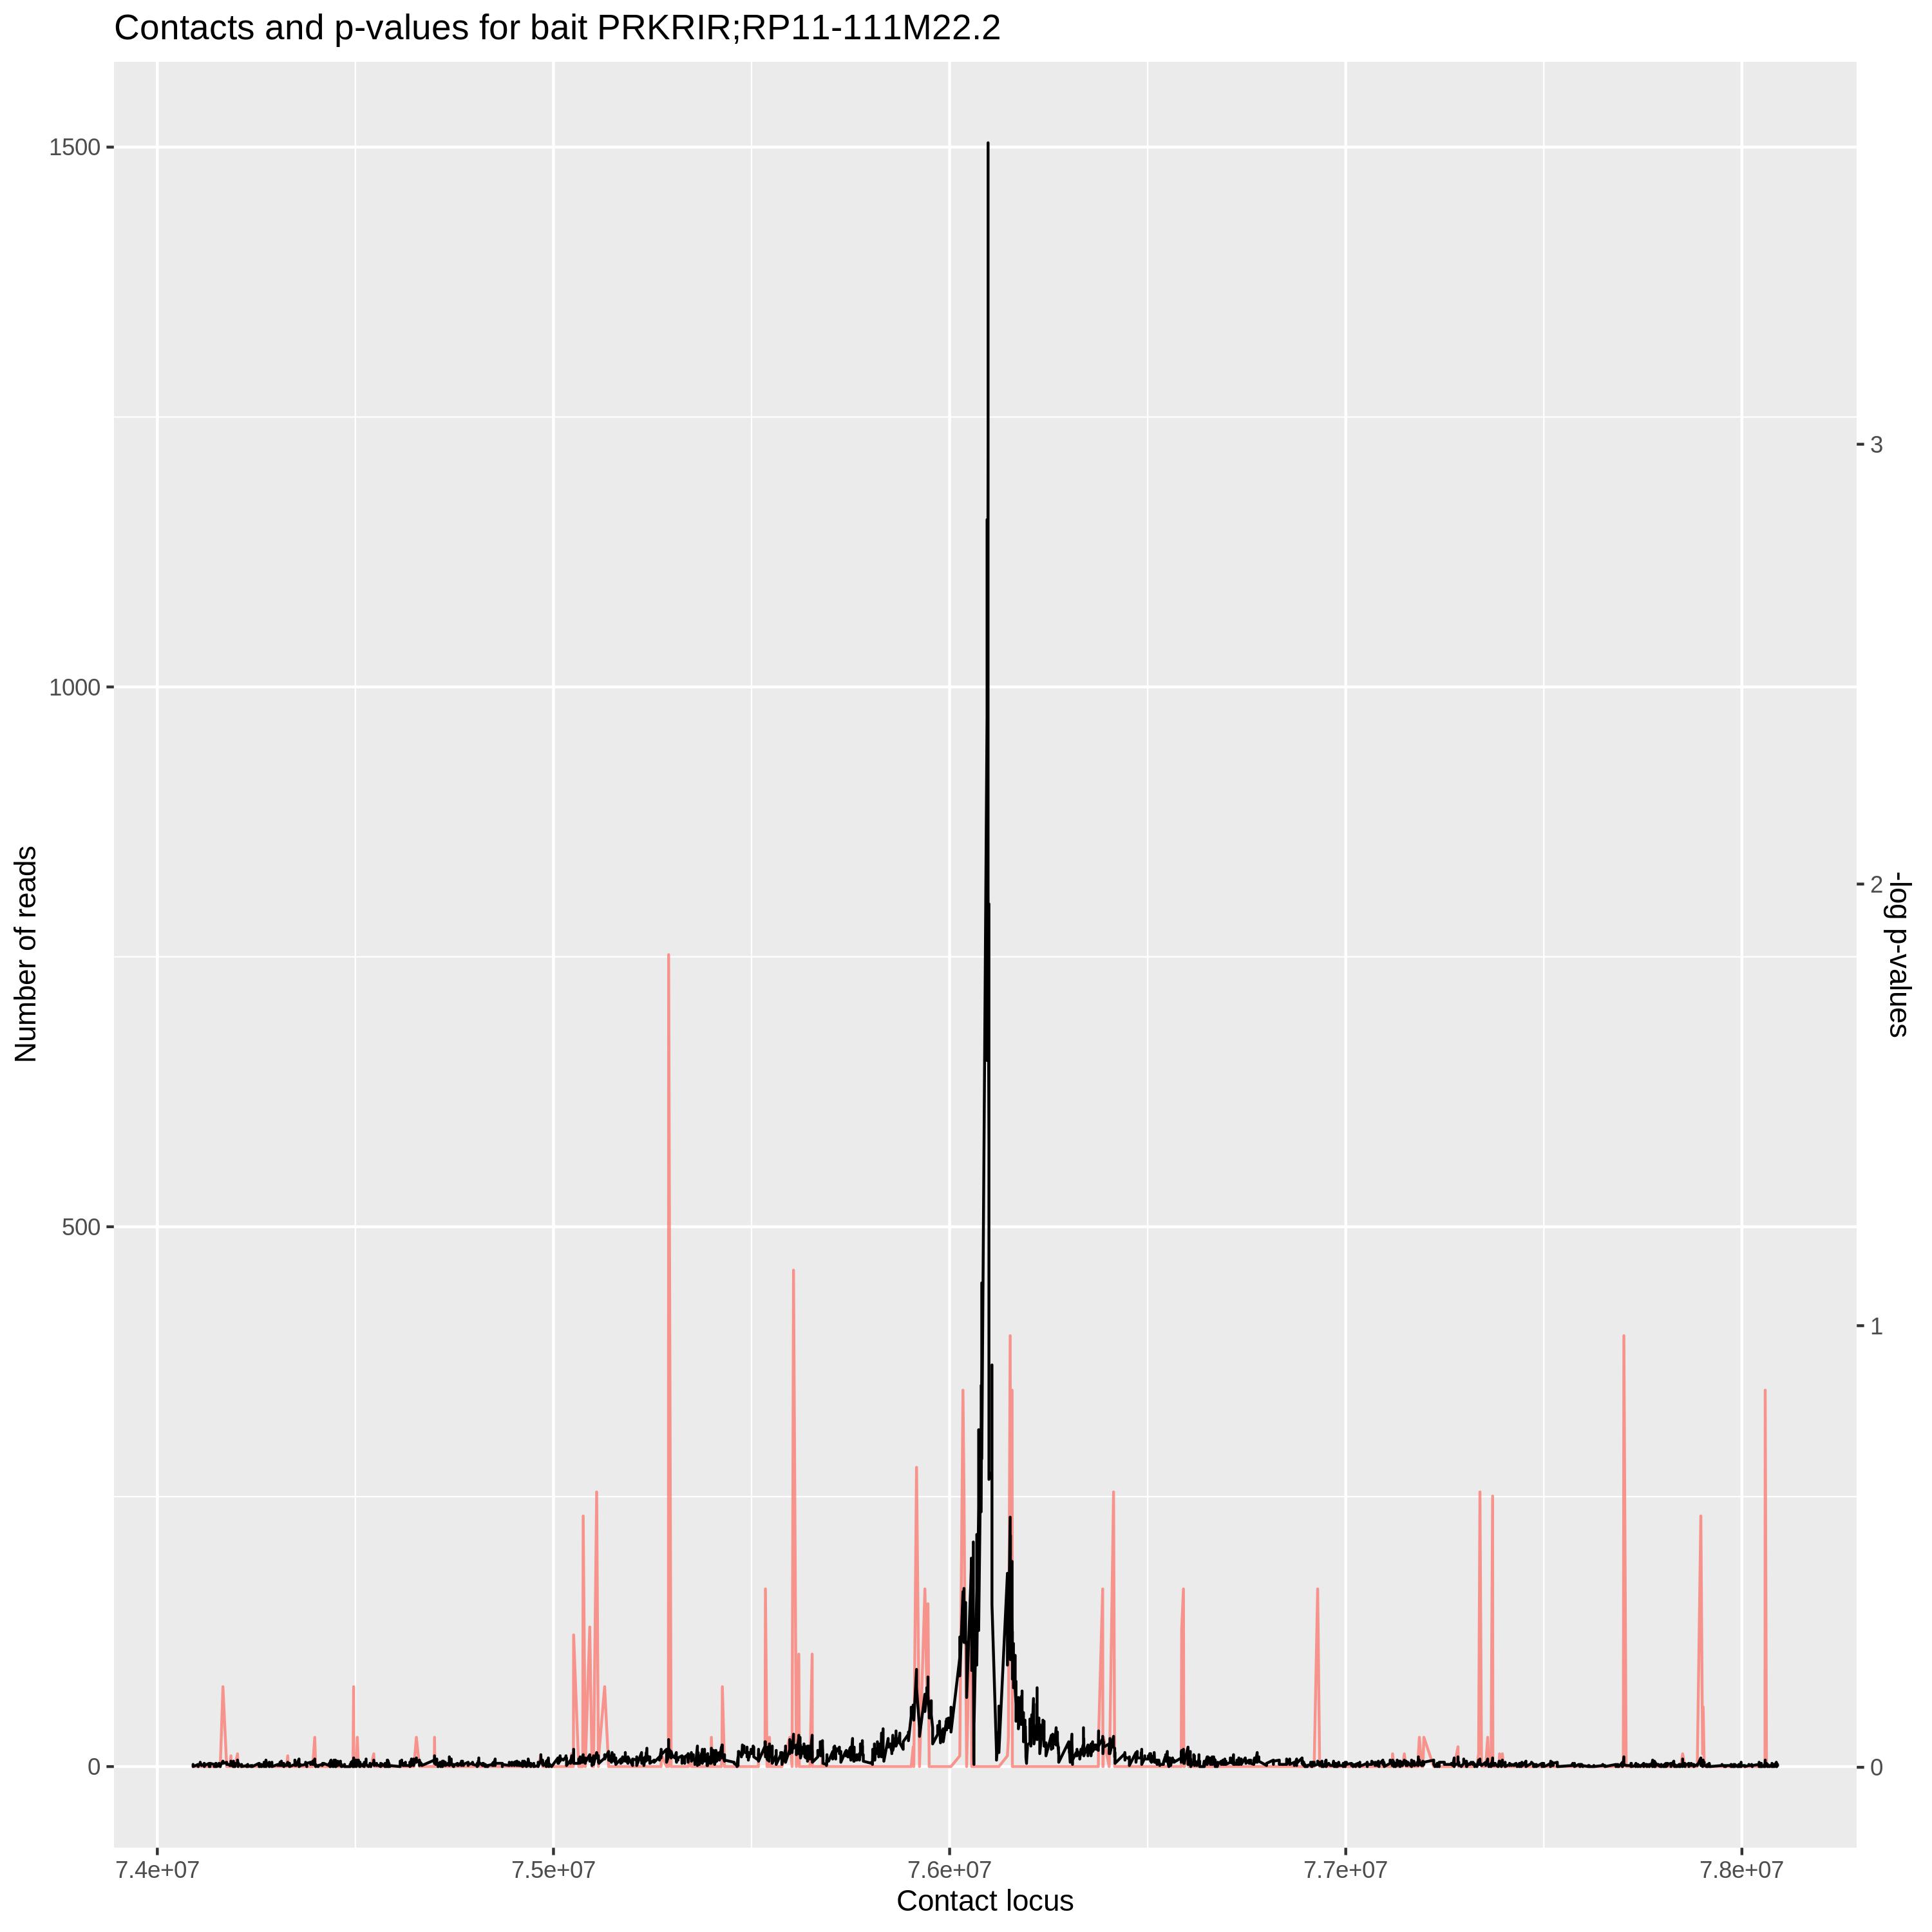 Contacts and p-values for bait PRKRIR;RP11-111M22.2
1500
1000
500
0
Number of reads
3
2
1
0
-log p-values
7.4e+07
7.5e+07
7.6e+07
7.7e+07
7.8e+07
Contact locus